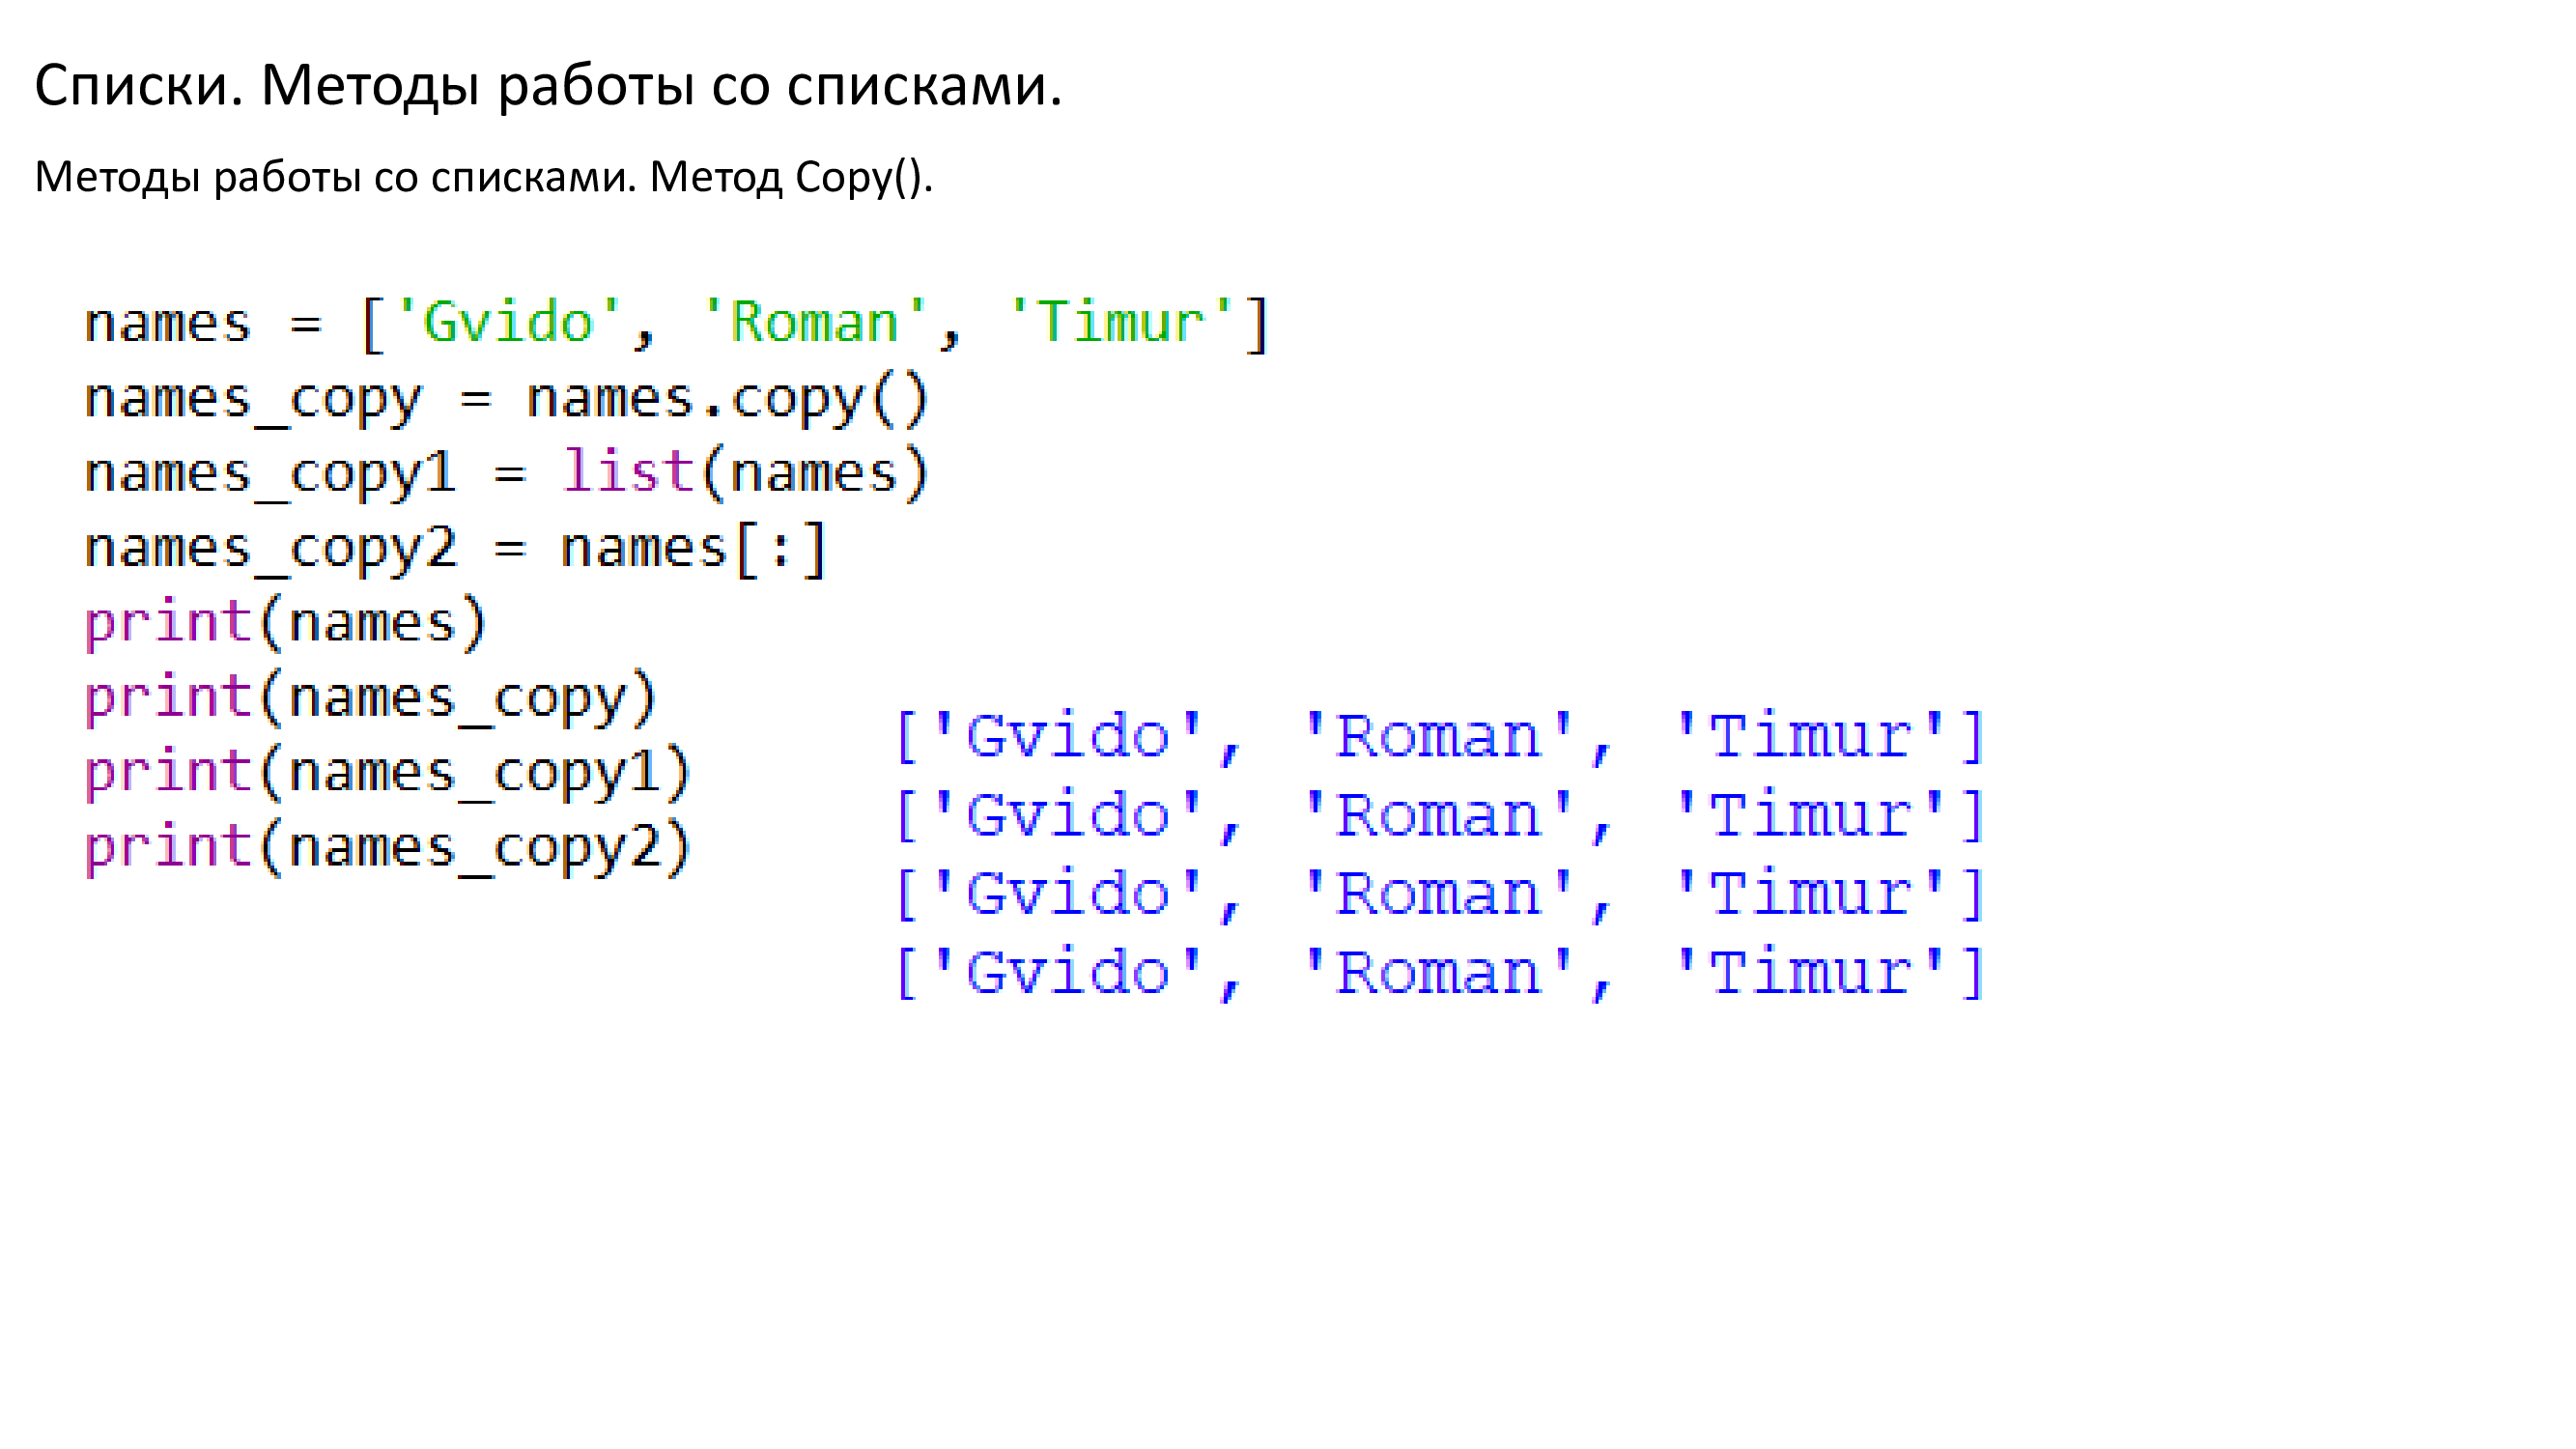 Списки. Методы работы со списками.
Методы работы со списками. Метод Copy().
names = ['Gvido', 'Roman', 'Timur']
names_copy = names.copy()
names_copy1 = list(names)
names_copy2 = names[:]
print(names)
print(names_copy)
print(names_copy1)
print(names_copy2)
['Gvido', 'Roman', 'Timur']
['Gvido', 'Roman', 'Timur']
['Gvido', 'Roman', 'Timur']
['Gvido', 'Roman', 'Timur']